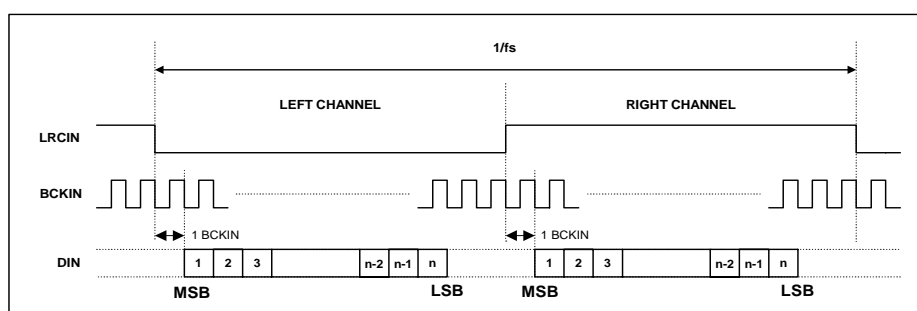 1/fs
LEFT CHANNEL RIGHT CHANNEL
LRCIN
BCKIN
1 BCKIN 1 BCKIN
DIN 1 2 3 n-2 n-1 n 1 2 3 n-2 n-1 n
MSB LSB MSB LSB